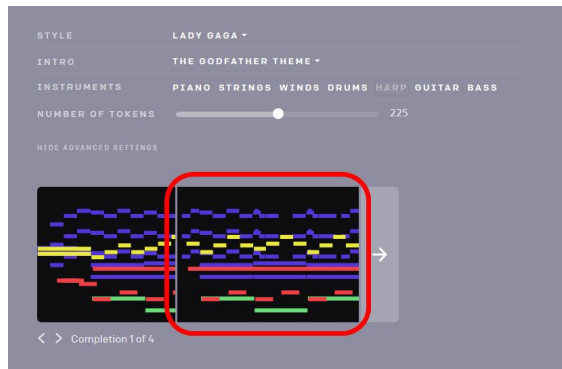 STYLE LADY GAGA
INTRO THE GODFATHER THEME
INSTRUMENTS PIANO STRINGS WINDS DRUMS HARP GUITAR BASS
NUMBER OF TOKENS 225
HIDE ADVANCED SETTINGS
Completion 1 of 4